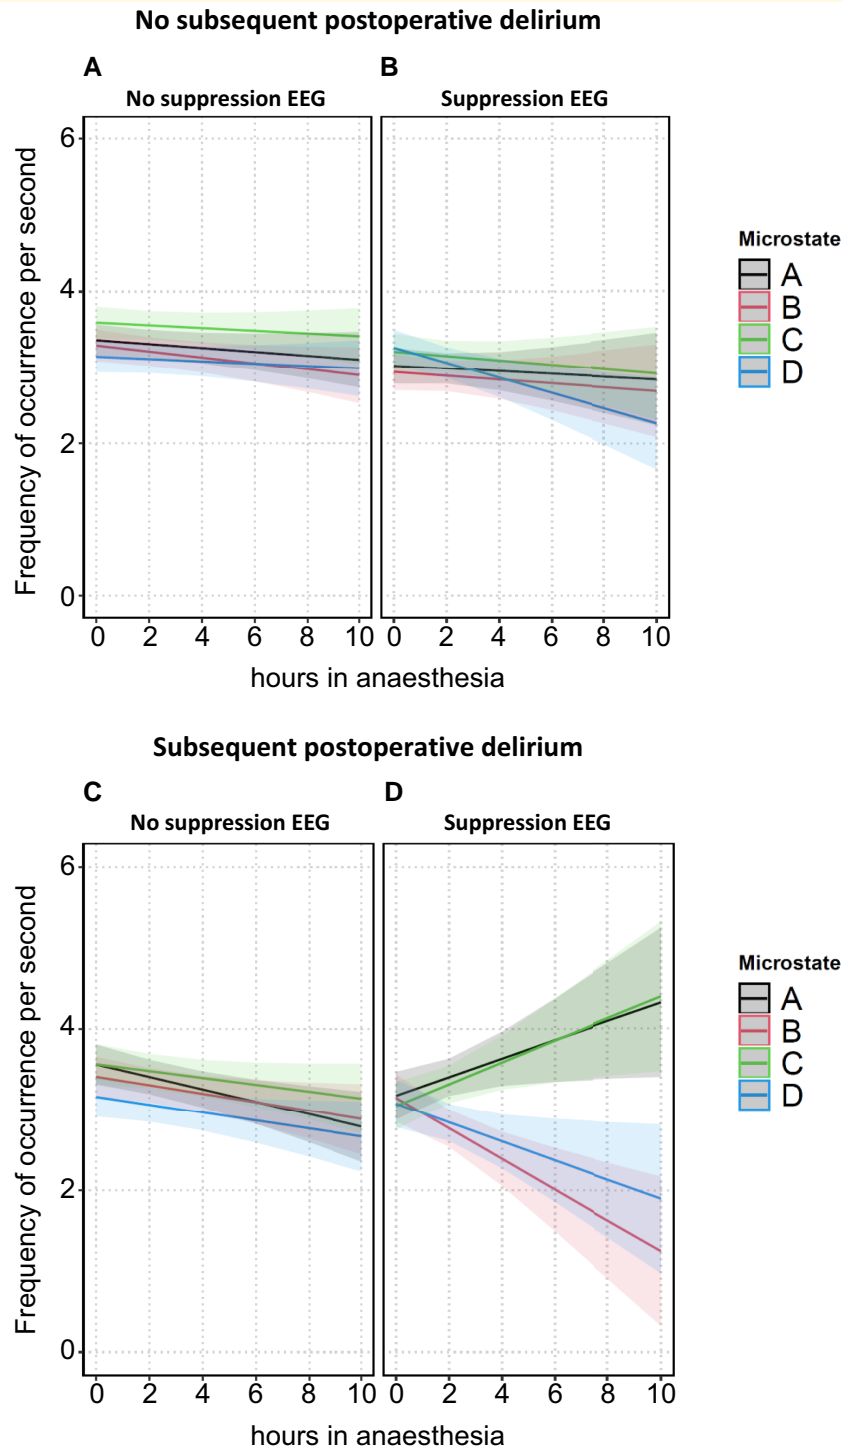 No subsequent postoperative delirium
A
B
No suppression EEG
Suppression EEG
Frequency of occurrence per second
6
4
2
0
0 2 4 6 8 10
0 2 4 6 8 10
hours in anaesthesia
Microstate
A
B
C
D
Subsequent postoperative delirium
C
D
No suppression EEG
Suppression EEG
Frequency of occurrence per second
6
4
2
0
0 2 4 6 8 10
0 2 4 6 8 10
hours in anaesthesia
Microstate
A
B
C
D